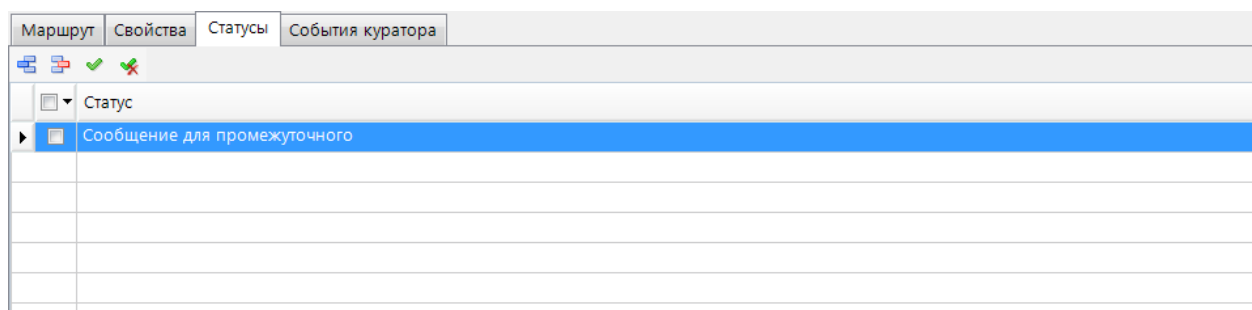 Маршрут Свойства Статусы События куратора
Статус
Сообщение для промежуточного